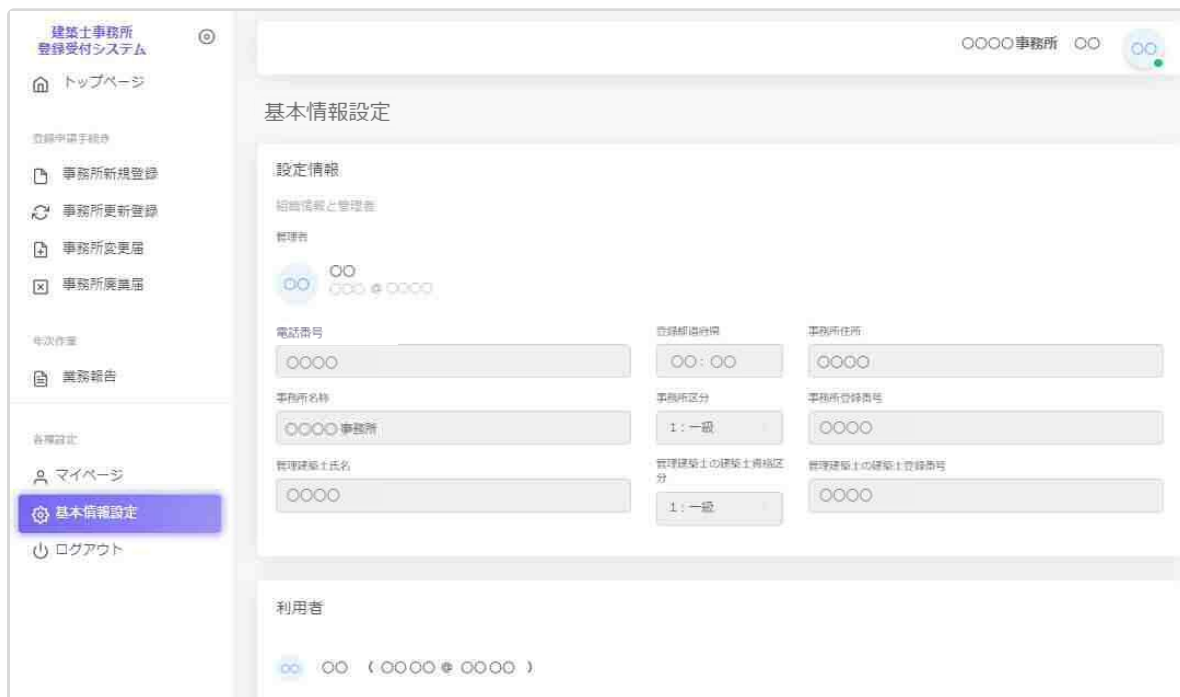 建築士事務所
登録受付システム
トップページ
登録申請手続き
事務所新規登録
事務所更新登録
事務所変更届
事務所廃業届
年次作業
業務報告
各種設定
マイページ
基本情報設定
ログアウト
○○○○事務所 ○○
○○
基本情報設定
設定情報
組織情報と管理者
管理者
○○
○○
○○○@○○○○
電話番号
登録都道府県
事務所住所
○○○○
○○:○○
○○○○
事務所名称
事務所区分
事務所登録番号
○○○○事務所
1:一級
○○○○
管理建築士氏名
管理建築士の建築士資格区
分
管理建築士の建築士登録番号
○○○○
1:一級
○○○○
利用者
○○
○○ (○○○○@○○○○)